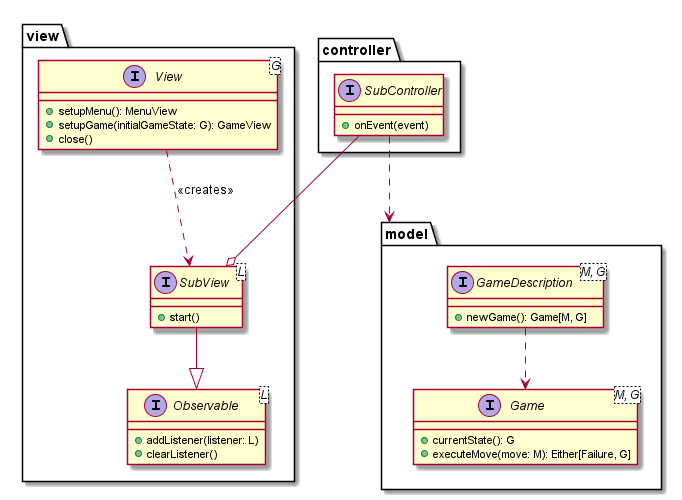 view
I View G
setupMenu(): MenuView
setupGame(initialGameState: G): GameView
close()
«creates»
I SubView L
start()
I Observable L
addListener(listener: L)
clearListener()
controller
I SubController
onEvent(event)
model
I GameDescription M, G
newGame(): Game[M, G]
I Game M, G
currentState(): G
executeMove(move: M): Either[Failure, G]